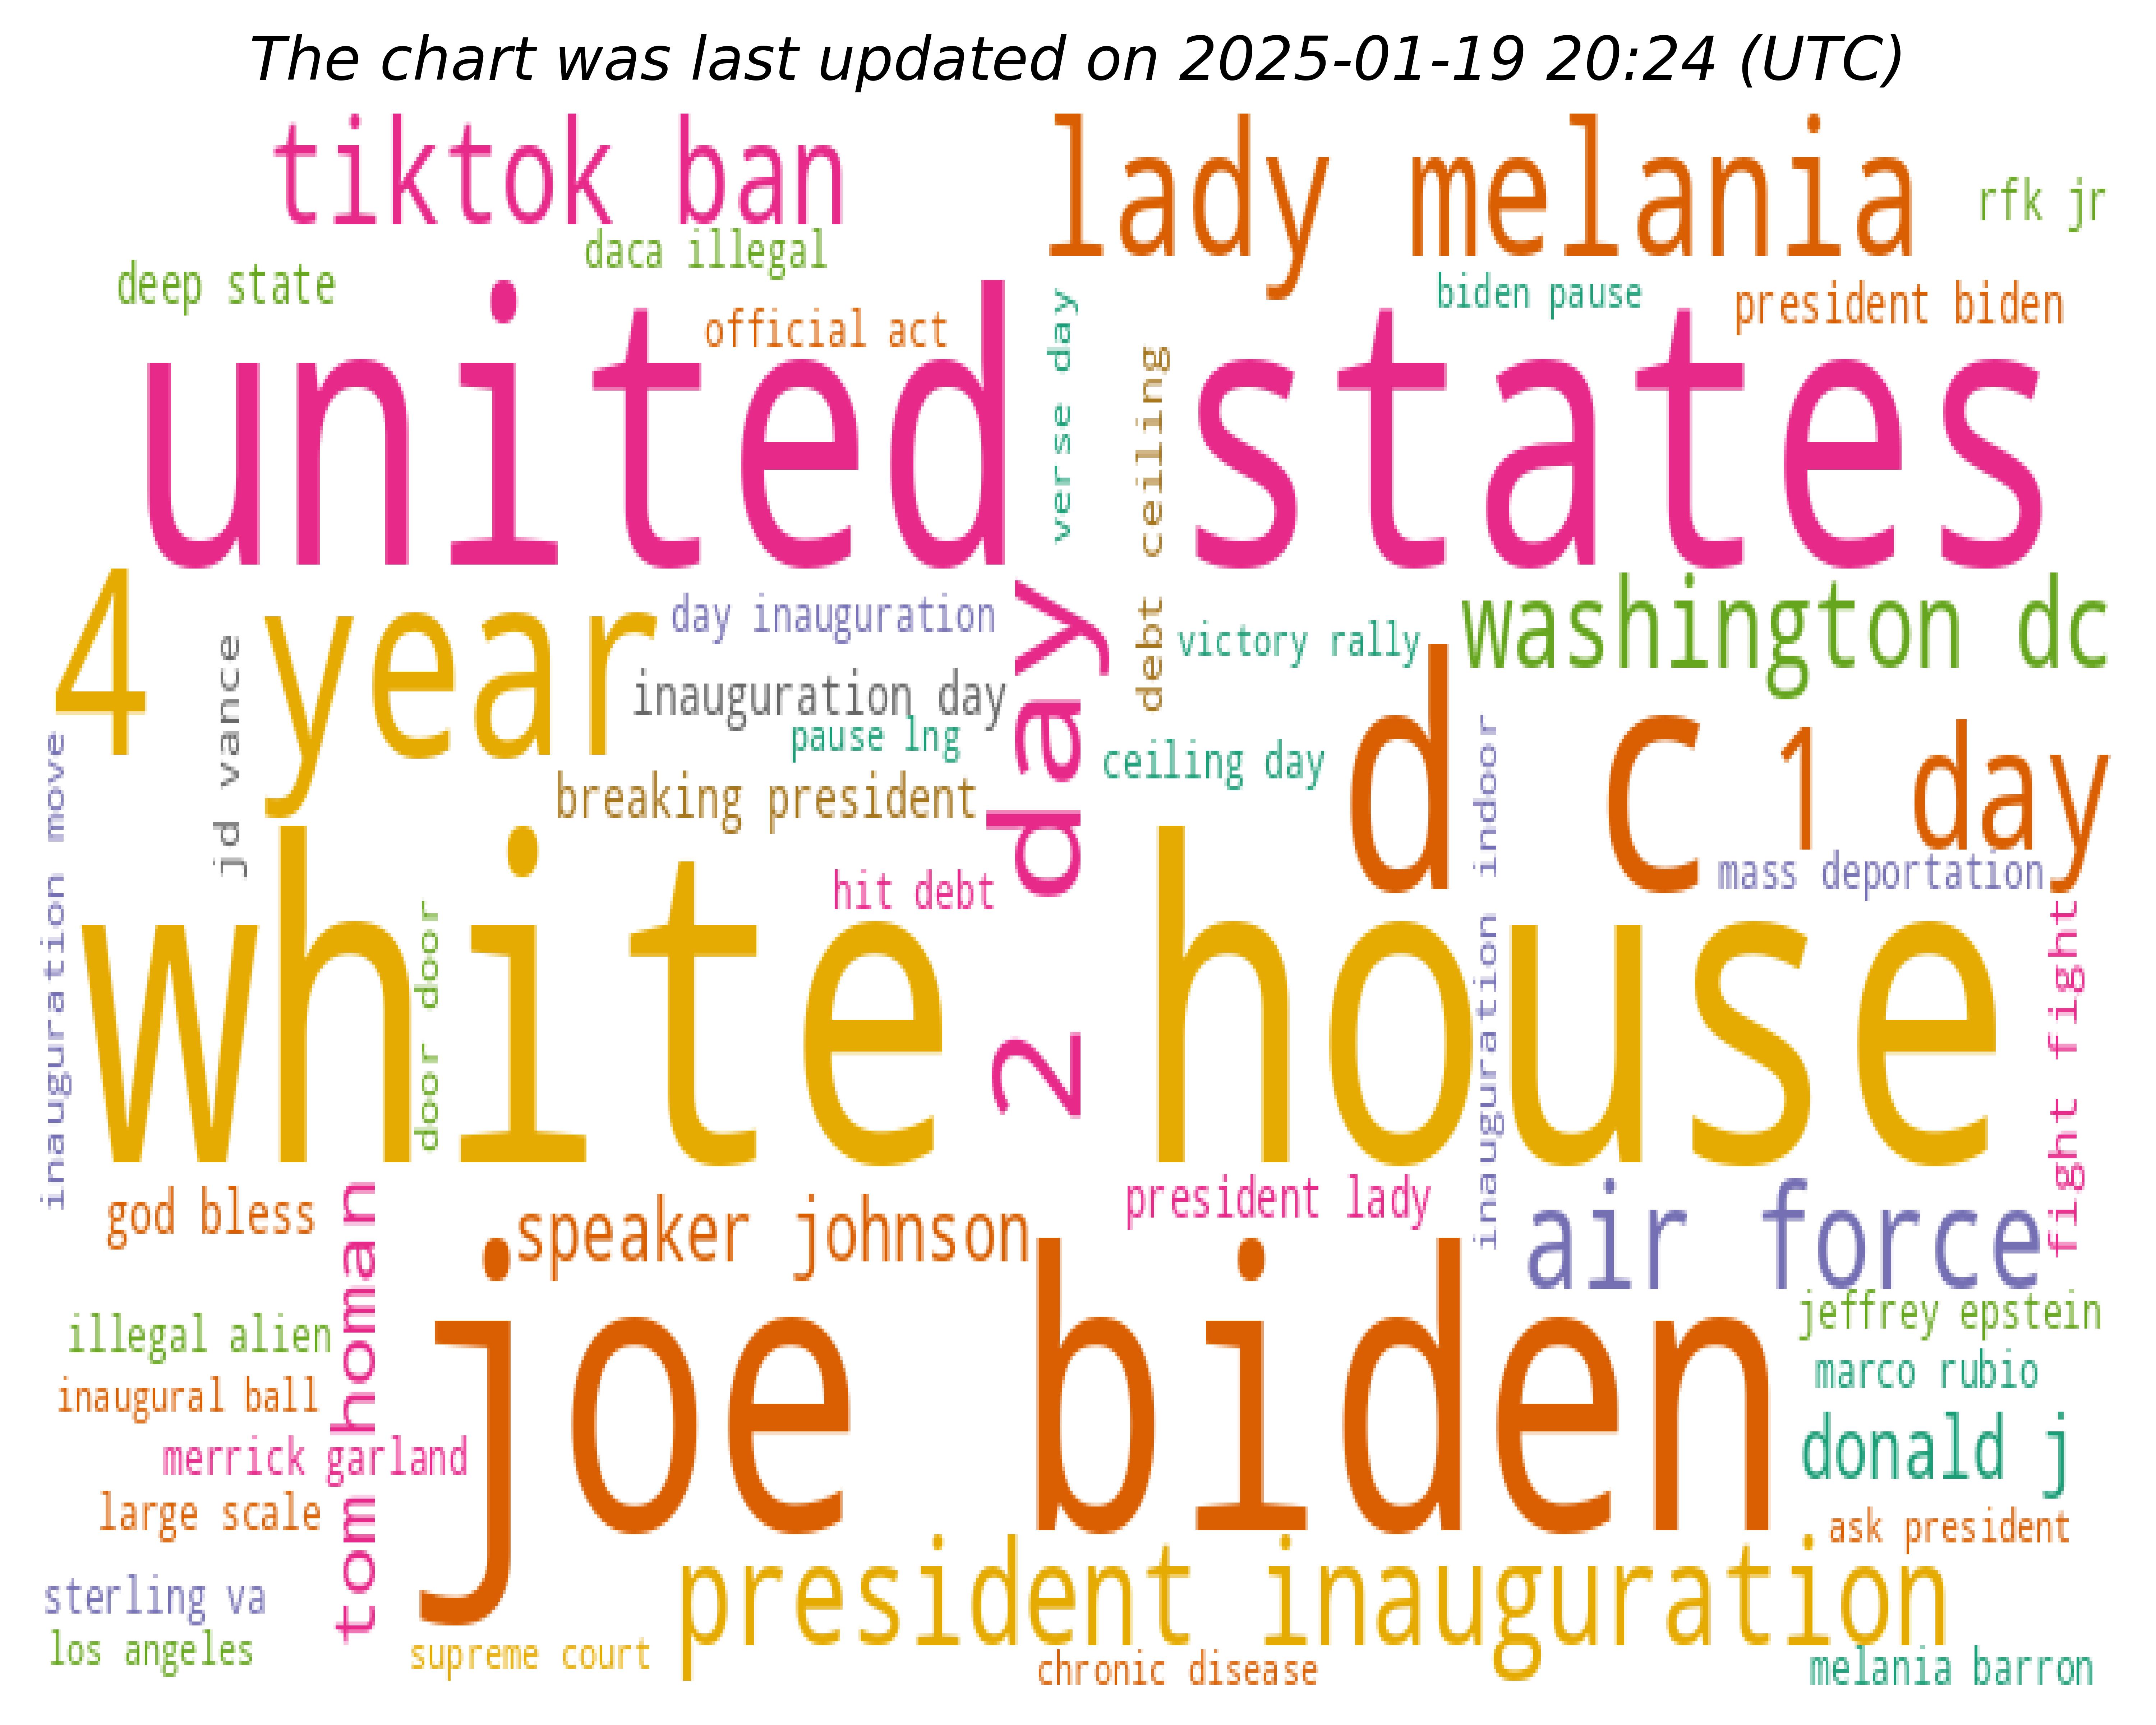 The chart was last updated on 2025-01-19 20:24 (UTC)
tiktok ban
lady melania
rfk jr
daca illegal
deep state
biden pause
president biden
official act
verse day
united states
debt ceiling
4 year
day inauguration
2 day
victory rally
washington dc
jd vance
inauguration day
pause lng
ceiling day
d c
1 day
inauguration move
breaking president
inauguration indoor
mass deportation
hit debt
white house
door door
fight fight
god bless
tom homan
speaker johnson
president lady
air force
illegal alien
joe biden
jeffrey epstein
inaugural ball
marco rubio
merrick garland
donald j
large scale
ask president
sterling va
president inauguration
los angeles
supreme court
chronic disease
melania barron